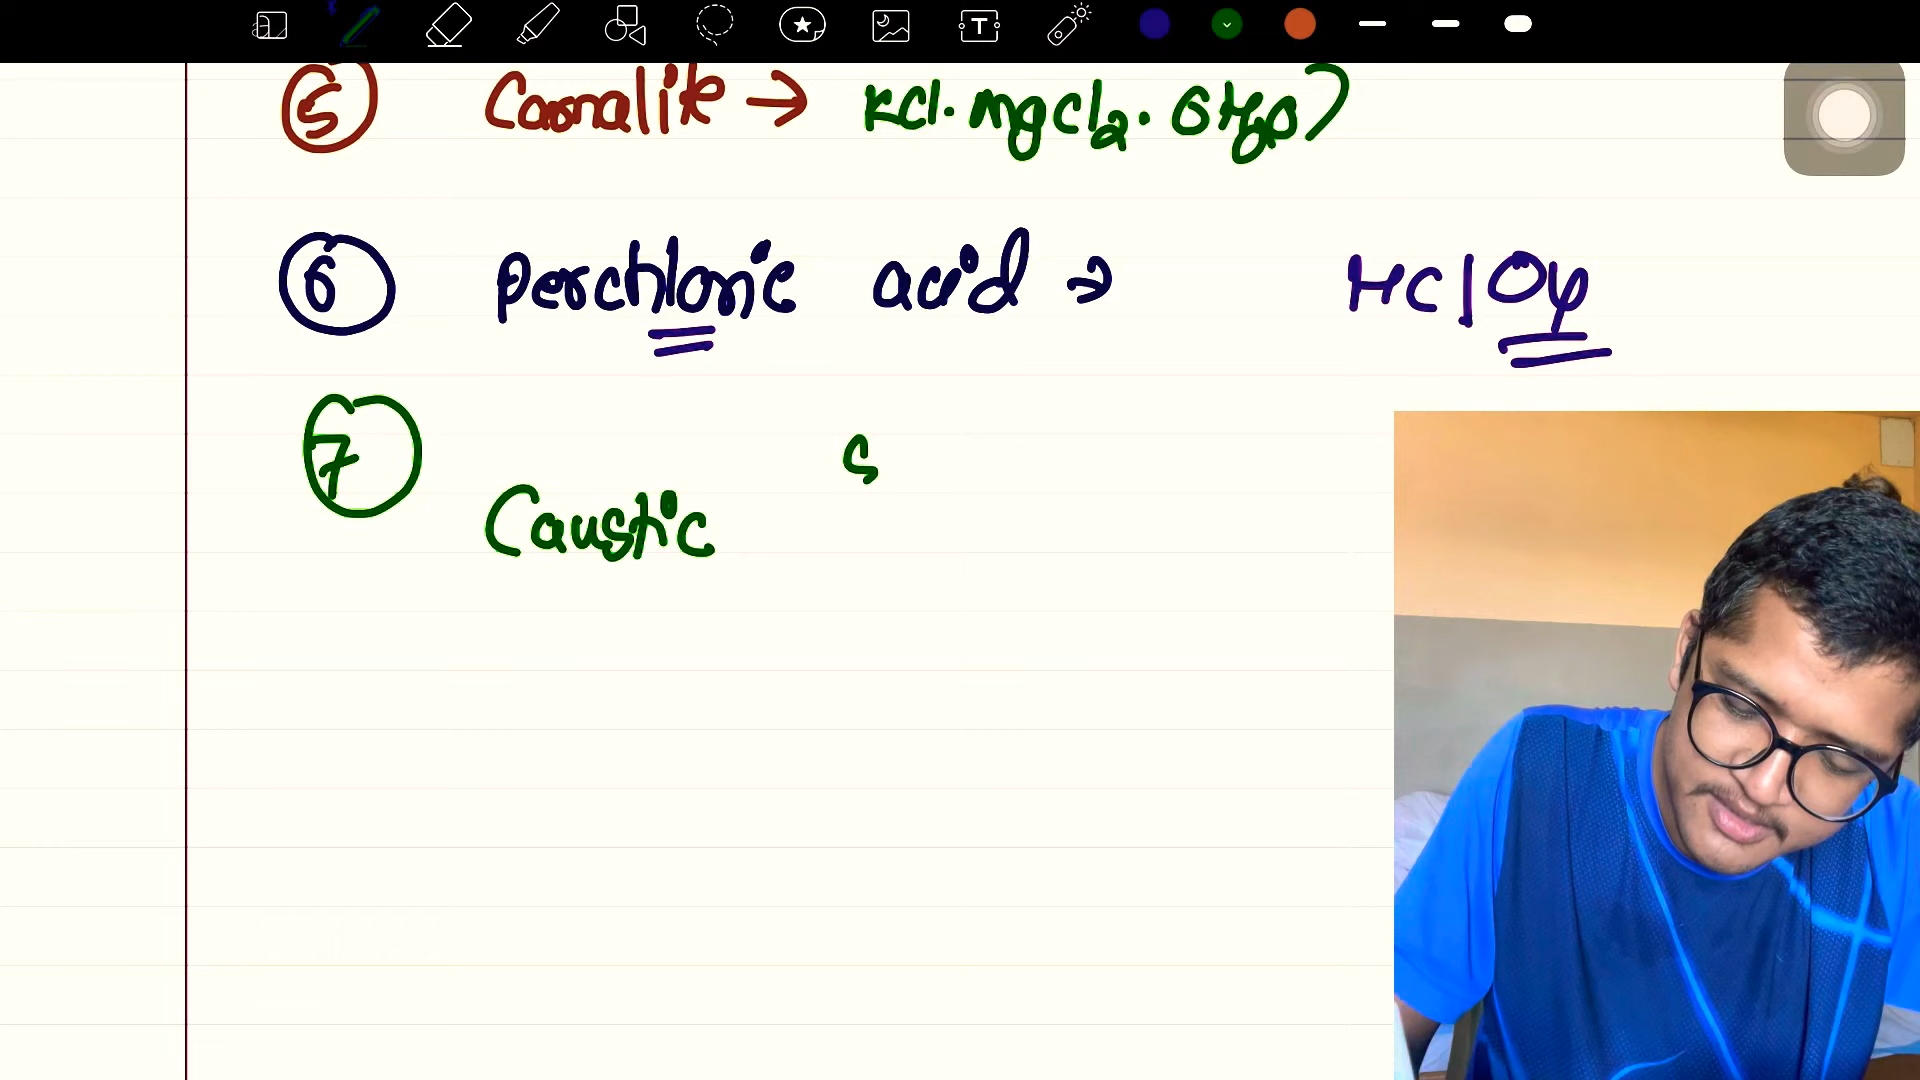 5 Carnalite → KCl. MgCl2. 6H2O)
6 perchloric acid → HClO4
7 s
Caustic